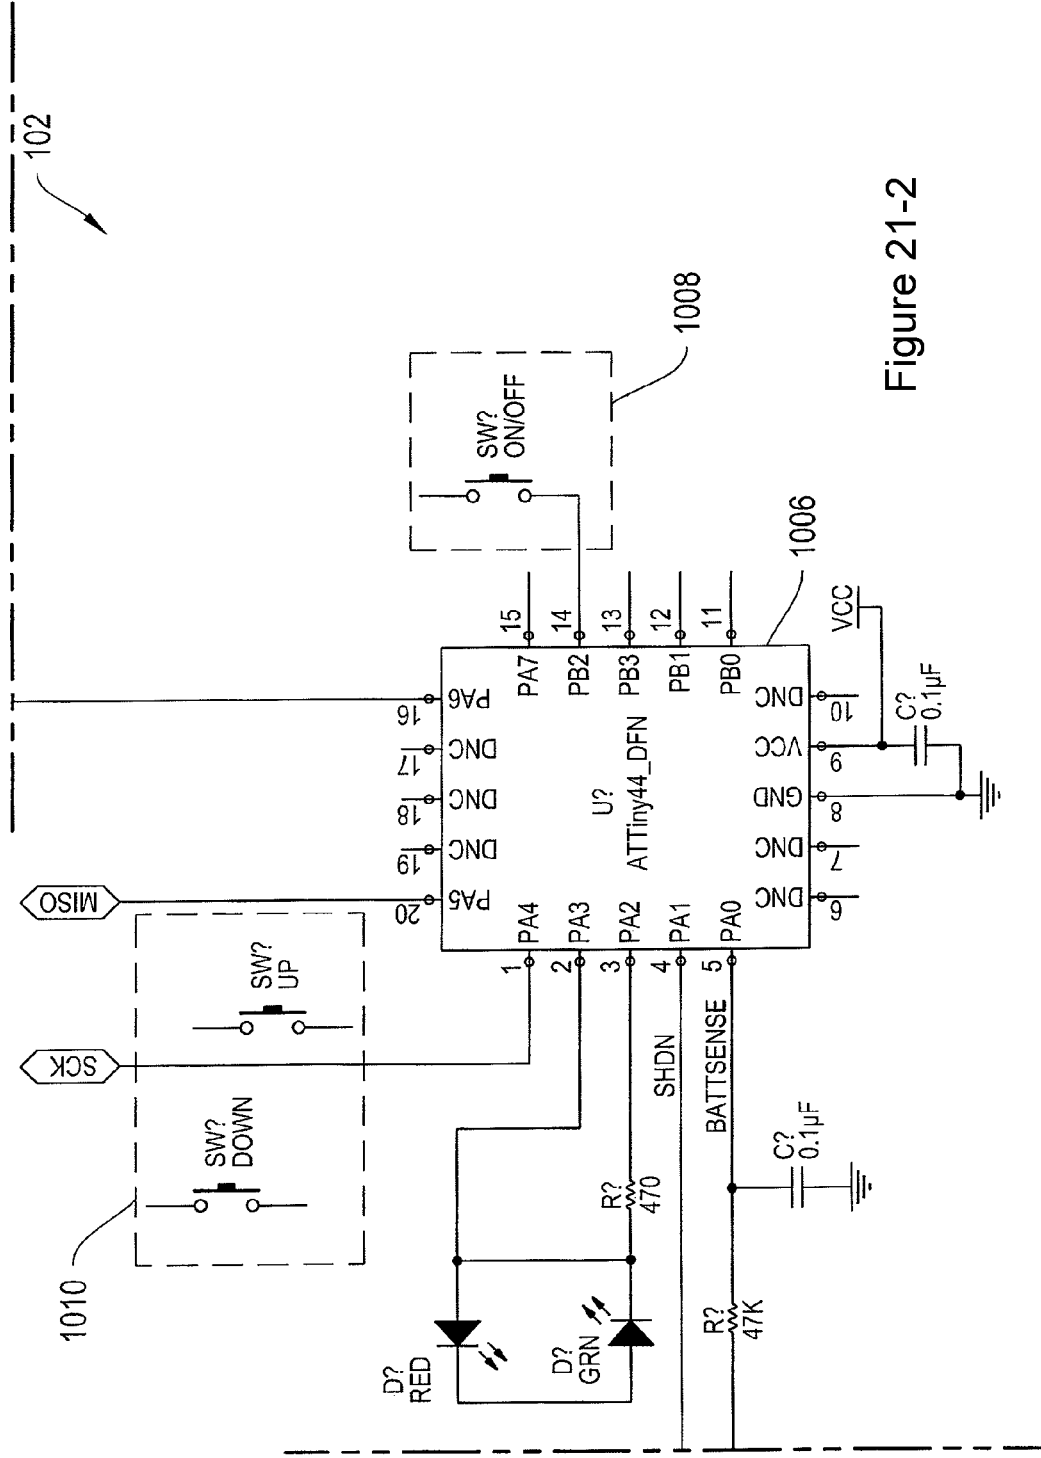 102
1008
SW?
ON/OFF
1006
VCC
C?
0.1µF
Figure 21-2
MISO
SCK
SW?
UP
SW?
DOWN
1010
16
17
18
19
20
PA6
DNC
DNC
DNC
PA5
15
14
13
12
11
PA7
PB2
PB3
PB1
PB0
U?
ATTiny44_DFN
PA4
PA3
PA2
PA1
PA0
1
2
3
4
5
DNC
VCC
GND
DNC
DNC
10
9
8
7
6
SHDN
BATTSENSE
R?
470
C?
0.1µF
R?
47K
D?
RED
D?
GRN